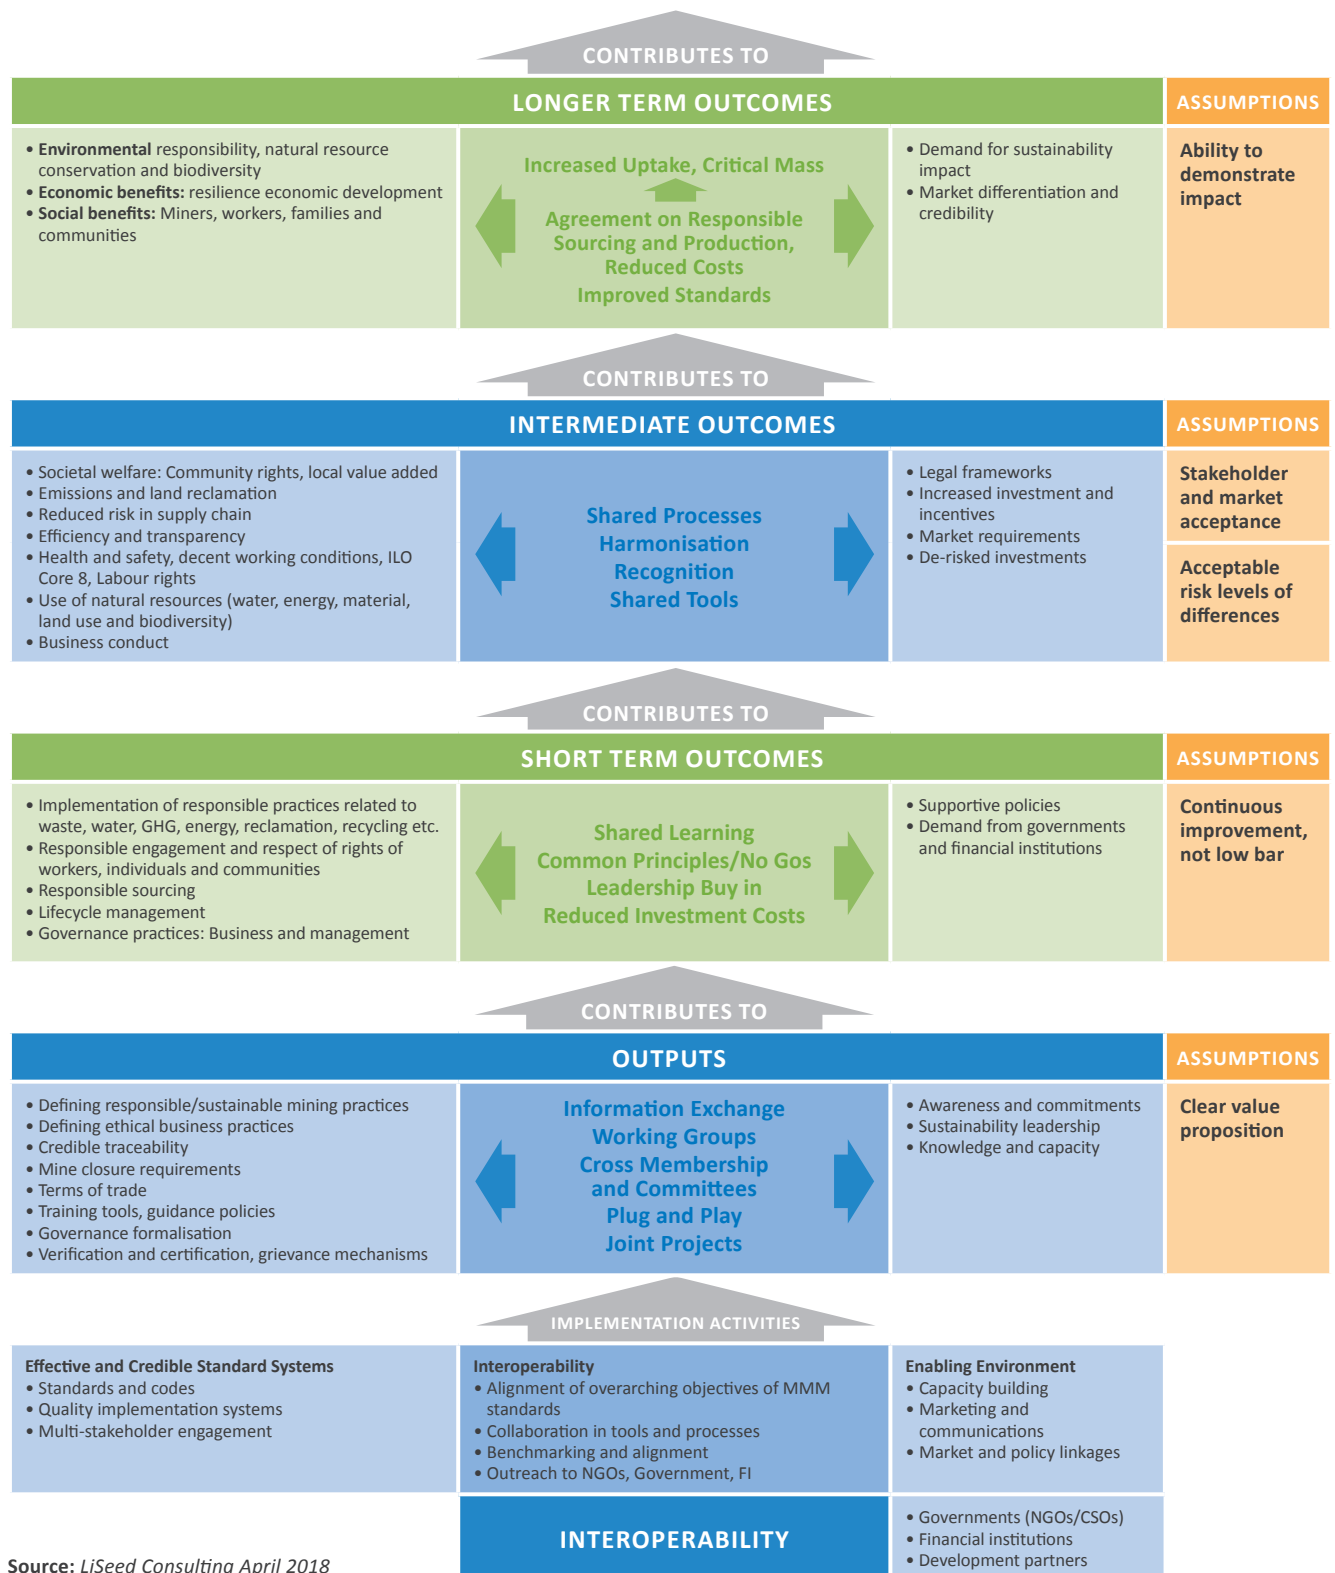 CONTRIBUTES TO
LONGER TERM OUTCOMES
ASSUMPTIONS
• Environmental responsibility, natural resource
conservation and biodiversity
• Economic benefits: resilience economic development
• Social benefits: Miners, workers, families and
communities
Increased Uptake, Critical Mass
Agreement on Responsible
Sourcing and Production,
Reduced Costs
Improved Standards
• Demand for sustainability
impact
• Market differentiation and
credibility
Ability to
demonstrate
impact
CONTRIBUTES TO
INTERMEDIATE OUTCOMES
ASSUMPTIONS
• Societal welfare: Community rights, local value added
• Emissions and land reclamation
• Reduced risk in supply chain
• Efficiency and transparency
• Health and safety, decent working conditions, ILO
Core 8, Labour rights
• Use of natural resources (water, energy, material,
land use and biodiversity)
• Business conduct
Shared Processes
Harmonisation
Recognition
Shared Tools
• Legal frameworks
• Increased investment and
incentives
• Market requirements
• De-risked investments
Stakeholder
and market
acceptance
Acceptable
risk levels of
differences
CONTRIBUTES TO
SHORT TERM OUTCOMES
ASSUMPTIONS
• Implementation of responsible practices related to
waste, water, GHG, energy, reclamation, recycling etc.
• Responsible engagement and respect of rights of
workers, individuals and communities
• Responsible sourcing
• Lifecycle management
• Governance practices: Business and management
Shared Learning
Common Principles/No Gos
Leadership Buy in
Reduced Investment Costs
• Supportive policies
• Demand from governments
and financial institutions
Continuous
improvement,
not low bar
CONTRIBUTES TO
OUTPUTS
ASSUMPTIONS
• Defining responsible/sustainable mining practices
• Defining ethical business practices
• Credible traceability
• Mine closure requirements
• Terms of trade
• Training tools, guidance policies
• Governance formalisation
• Verification and certification, grievance mechanisms
Information Exchange
Working Groups
Cross Membership
and Committees
Plug and Play
Joint Projects
• Awareness and commitments
• Sustainability leadership
• Knowledge and capacity
Clear value
proposition
IMPLEMENTATION ACTIVITIES
Effective and Credible Standard Systems
• Standards and codes
• Quality implementation systems
• Multi-stakeholder engagement
Interoperability
• Alignment of overarching objectives of MMM
standards
• Collaboration in tools and processes
• Benchmarking and alignment
• Outreach to NGOs, Government, FI
Enabling Environment
• Capacity building
• Marketing and
communications
• Market and policy linkages
INTEROPERABILITY
• Governments (NGOs/CSOs)
• Financial institutions
• Development partners
Source: LiSeed Consulting April 2018